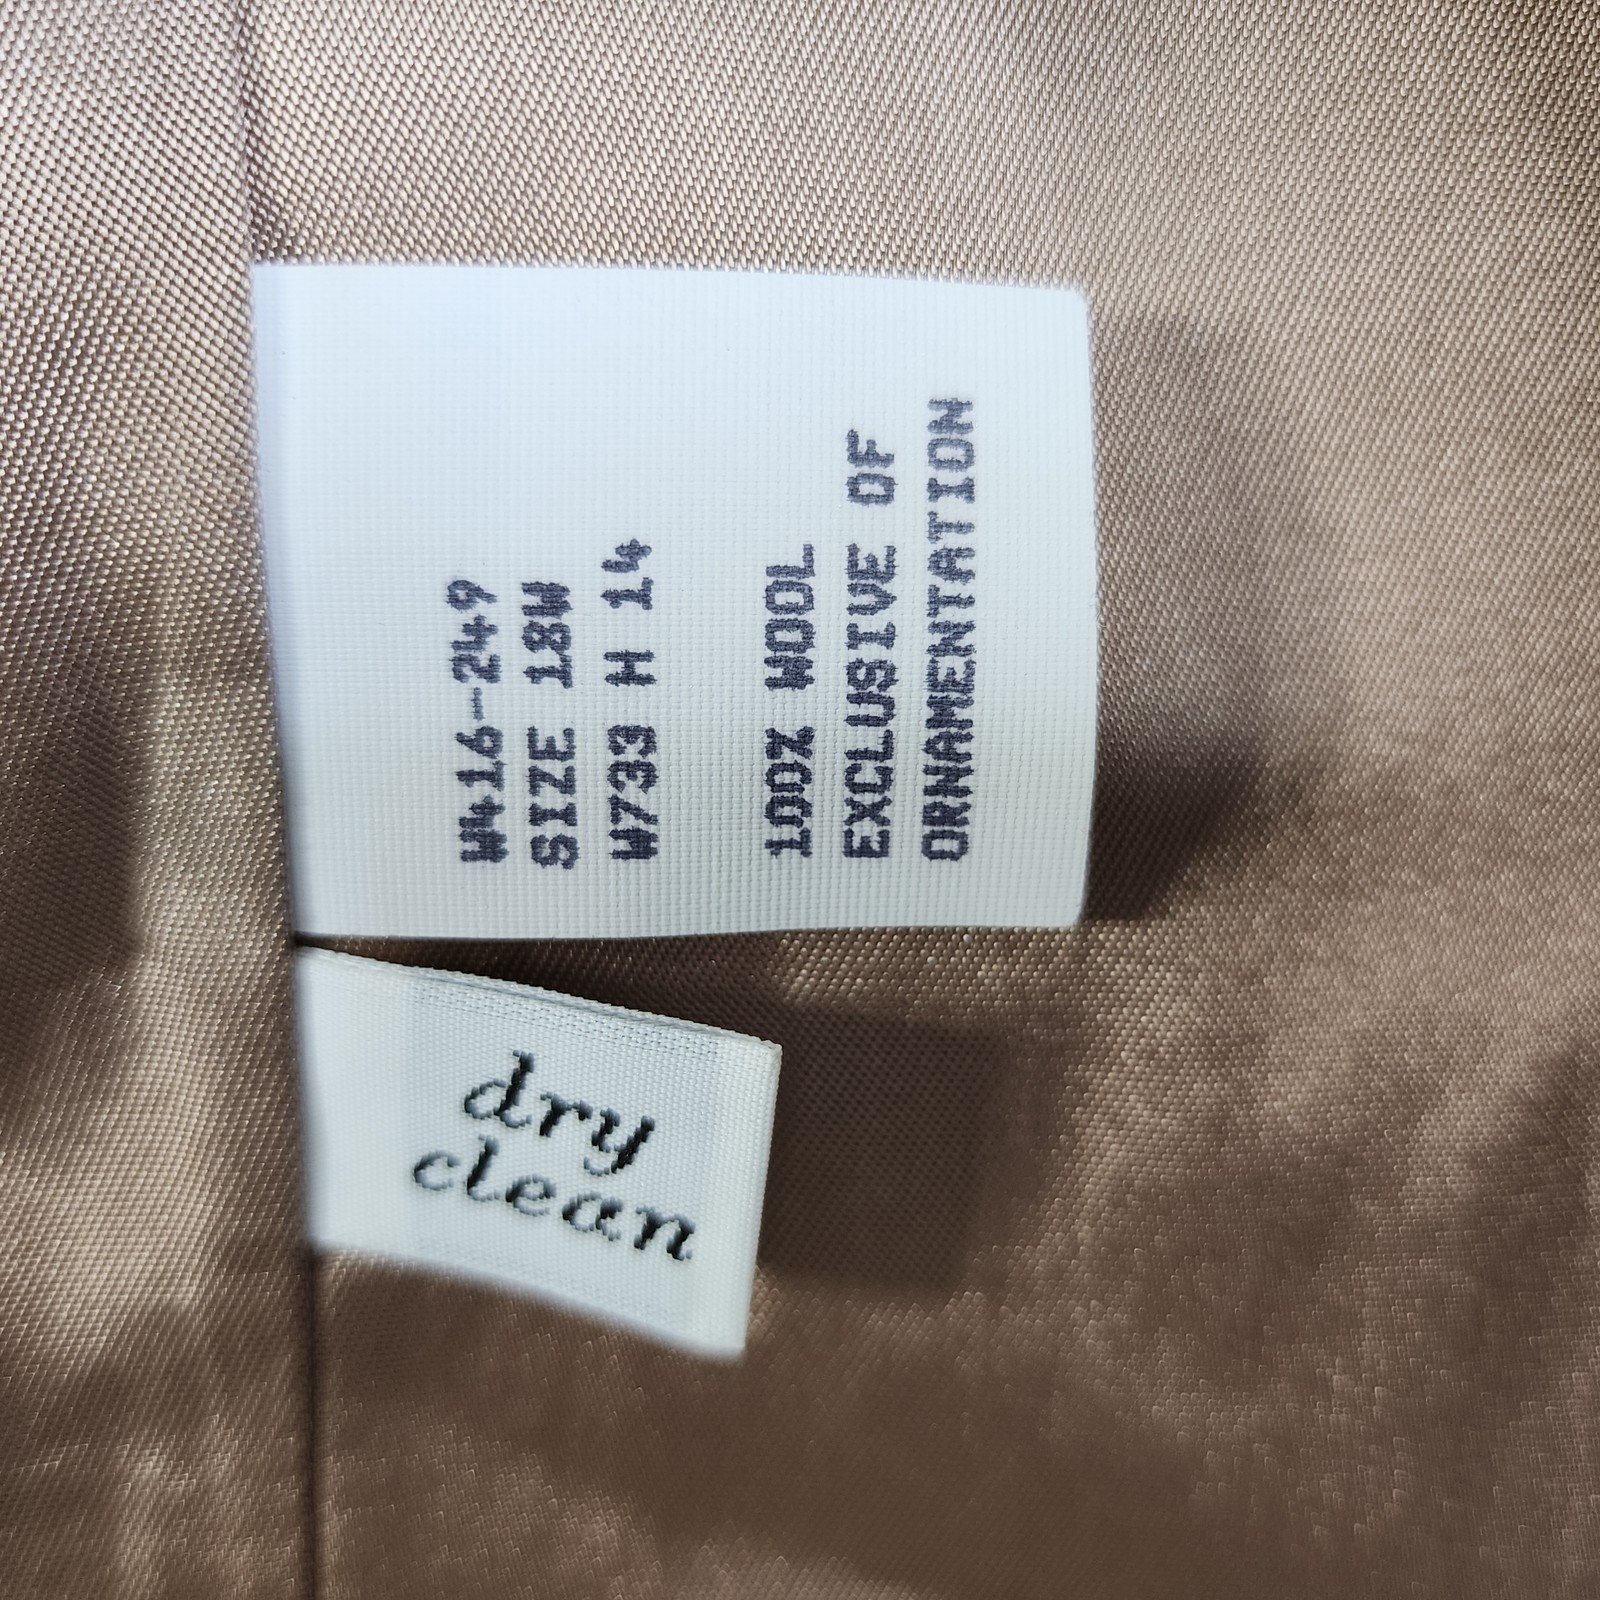 W416-249
SIZE 18W
W733 H 14
100% WOOL
EXCLUSIVE OF
ORNAMENTATION
dry
clean